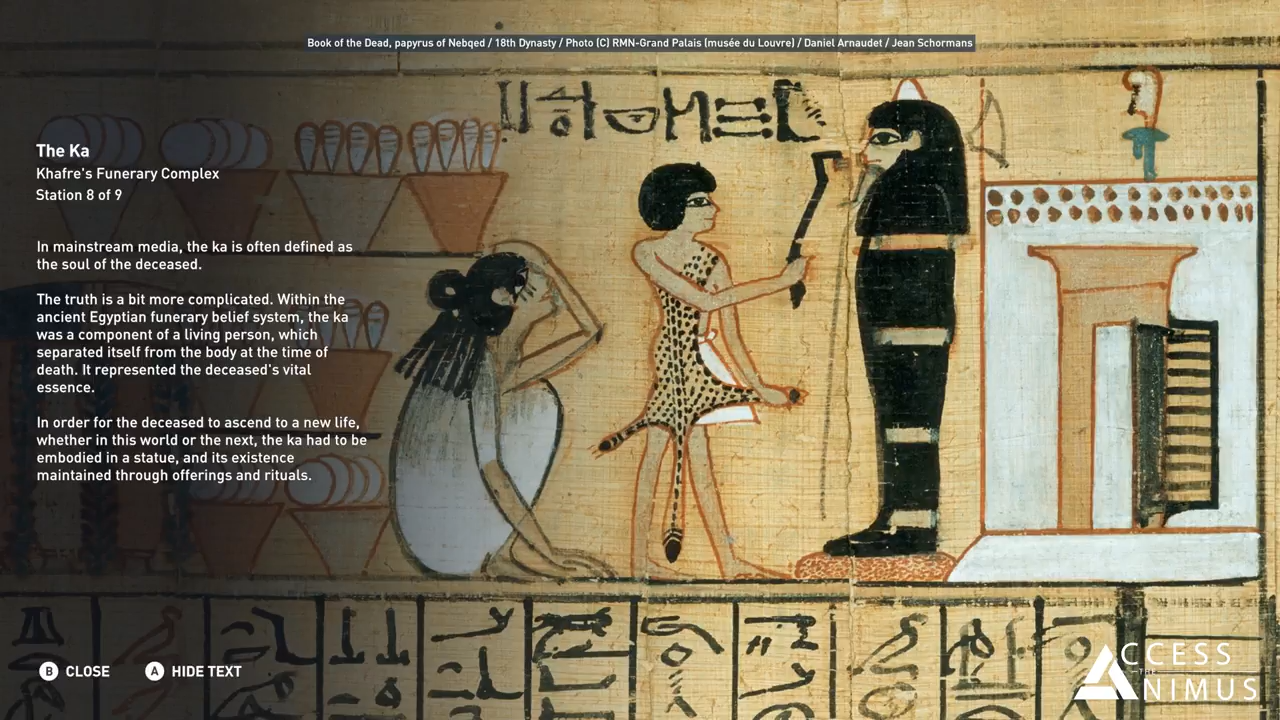 Book of the Dead, papyrus of Nebqed / 18th Dynasty / Photo (C) RMN-Grand Palais (musée du Louvre) / Daniel Arnaudet / Jean Schormans
The Ka
Khafre's Funerary Complex
Station 8 of 9
In mainstream media, the ka is often defined as
the soul of the deceased.
The truth is a bit more complicated. Within the
ancient Egyptian funerary belief system, the ka
was a component of a living person, which
separated itself from the body at the time of
death. It represented the deceased's vital
essence.
In order for the deceased to ascend to a new life,
whether in this world or the next, the ka had to be
embodied in a statue, and its existence
maintained through offerings and rituals.
B CLOSE A HIDE TEXT
ACCESS
THE
ANIMUS